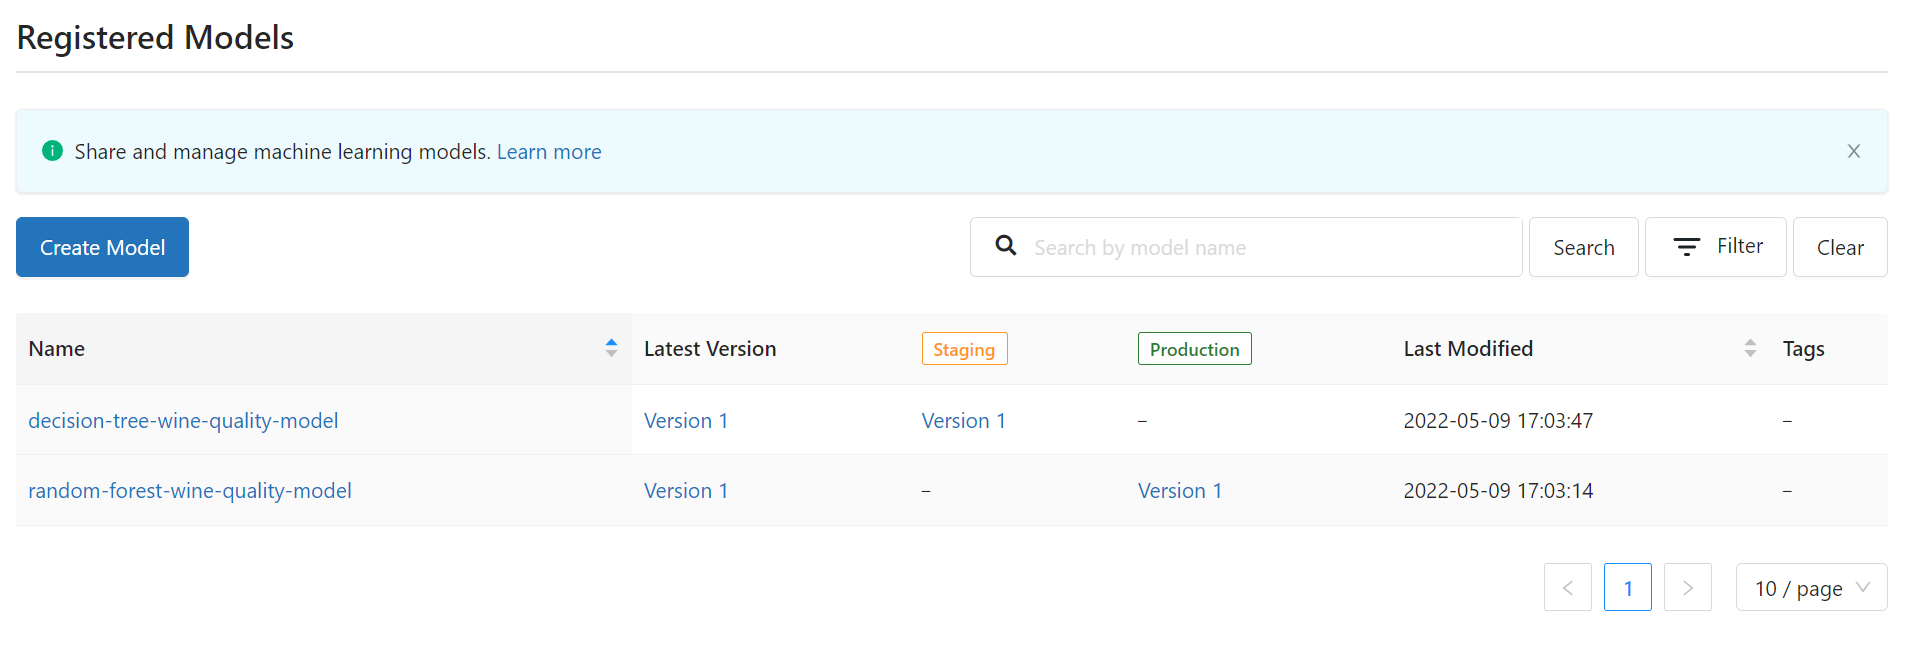 Registered Models
Share and manage machine learning models. Learn more X
Create Model Search by model name Search Filter Clear
Name Latest Version Staging Production Last Modified Tags
decision-tree-wine-quality-model Version 1 Version 1 – 2022-05-09 17:03:47 –
random-forest-wine-quality-model Version 1 – Version 1 2022-05-09 17:03:14 –
< 1 > 10 / page